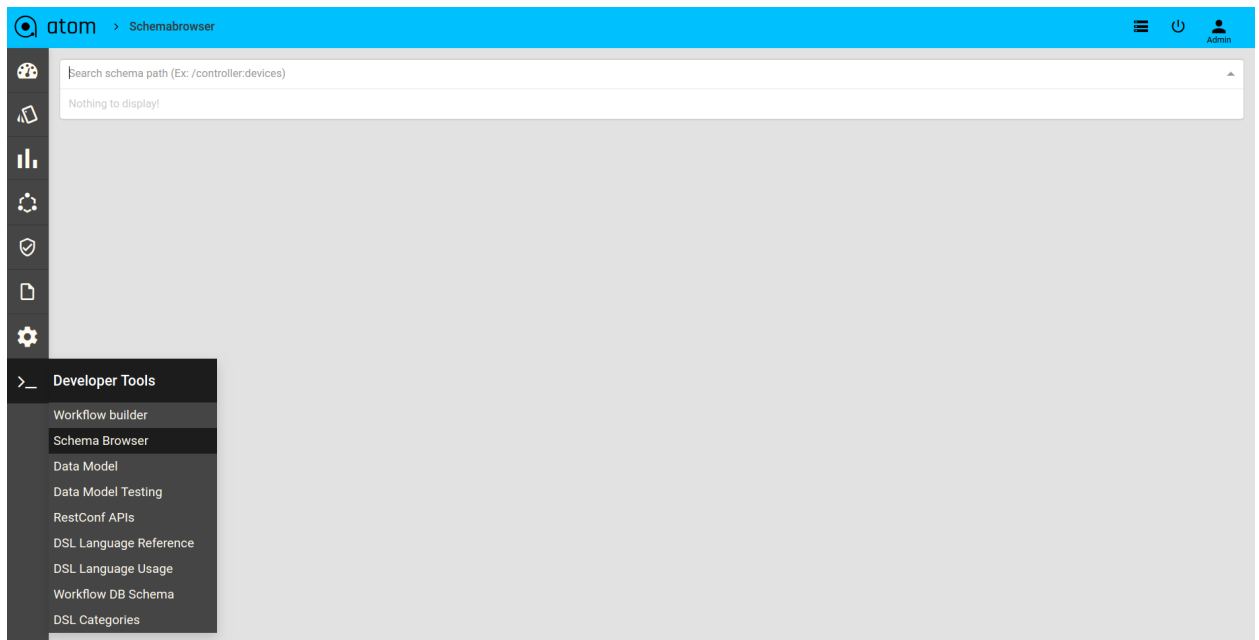 atom > Schemabrowser
Admin
Search schema path (Ex: /controller:devices)
Nothing to display!
>_ Developer Tools
Workflow builder
Schema Browser
Data Model
Data Model Testing
RestConf APIs
DSL Language Reference
DSL Language Usage
Workflow DB Schema
DSL Categories